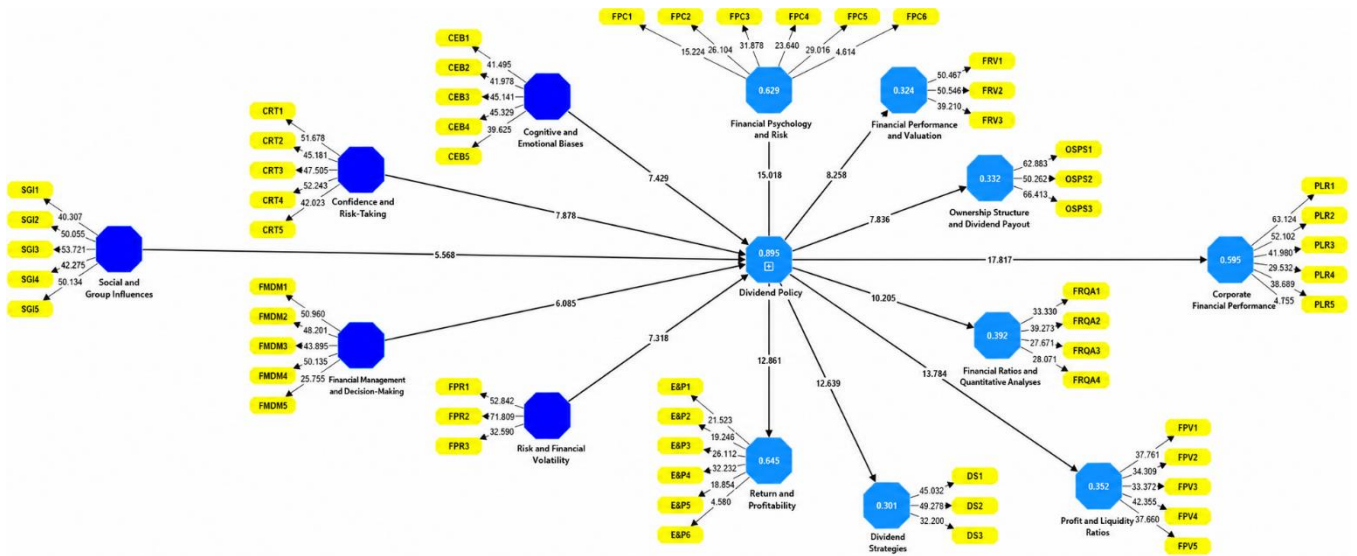 FPC1
FPC2
FPC3
FPC4
FPC5
FPC6
15.224
26.104
31.878
23.640
29.016
4.614
0.629
Financial Psychology
and Risk
CEB1
CEB2
CEB3
CEB4
CEB5
41.495
41.978
45.141
45.329
39.625
Cognitive and
Emotional Biases
FRV1
FRV2
FRV3
50.467
50.546
39.210
0.324
Financial Performance
and Valuation
CRT1
CRT2
CRT3
CRT4
CRT5
51.678
45.181
47.505
52.243
42.023
Confidence and
Risk-Taking
OSPS1
OSPS2
OSPS3
62.883
50.262
66.413
0.332
Ownership Structure
and Dividend Payout
SGI1
SGI2
SGI3
SGI4
SGI5
40.307
50.055
53.721
42.275
50.134
Social and
Group Influences
7.429
15.018
8.258
7.878
7.836
5.568
0.895
Dividend Policy
17.817
PLR1
PLR2
PLR3
PLR4
PLR5
63.124
52.102
41.980
29.532
38.689
4.755
0.595
Corporate
Financial Performance
6.085
10.205
7.318
12.861
12.639
13.784
FMDM1
FMDM2
FMDM3
FMDM4
FMDM5
50.960
48.201
43.895
50.135
25.755
Financial Management
and Decision-Making
FRQA1
FRQA2
FRQA3
FRQA4
33.330
39.273
27.671
28.071
0.392
Financial Ratios and
Quantitative Analyses
FPR1
FPR2
FPR3
52.842
71.809
32.590
Risk and Financial
Volatility
E&P1
E&P2
E&P3
E&P4
E&P5
E&P6
21.523
19.246
26.112
32.232
18.854
4.580
0.645
Return and
Profitability
DS1
DS2
DS3
45.032
49.278
32.200
0.301
Dividend
Strategies
FPV1
FPV2
FPV3
FPV4
FPV5
37.761
34.309
33.372
42.355
37.660
0.352
Profit and Liquidity
Ratios